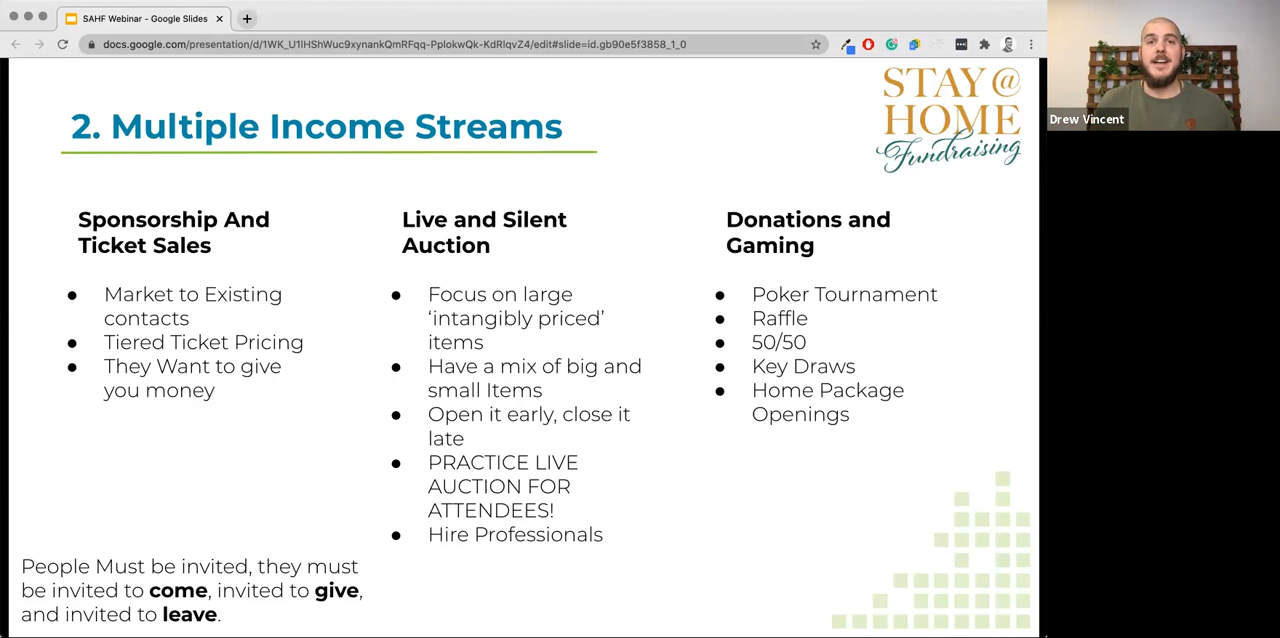 SAHF Webinar - Google Slides
docs.google.com/presentation/d/1WK_U1lHShWuc9xynankQmRFqq-PplokwQk-KdRlqvZ4/edit#slide=id.gb90e5f3858_1_0
2. Multiple Income Streams
STAY @
HOME
Fundraising
Drew Vincent
Sponsorship And
Ticket Sales
● Market to Existing
contacts
● Tiered Ticket Pricing
● They Want to give
you money
Live and Silent
Auction
● Focus on large
‘intangibly priced’
items
● Have a mix of big and
small Items
● Open it early, close it
late
● PRACTICE LIVE
AUCTION FOR
ATTENDEES!
● Hire Professionals
Donations and
Gaming
● Poker Tournament
● Raffle
● 50/50
● Key Draws
● Home Package
Openings
People Must be invited, they must
be invited to come, invited to give,
and invited to leave.